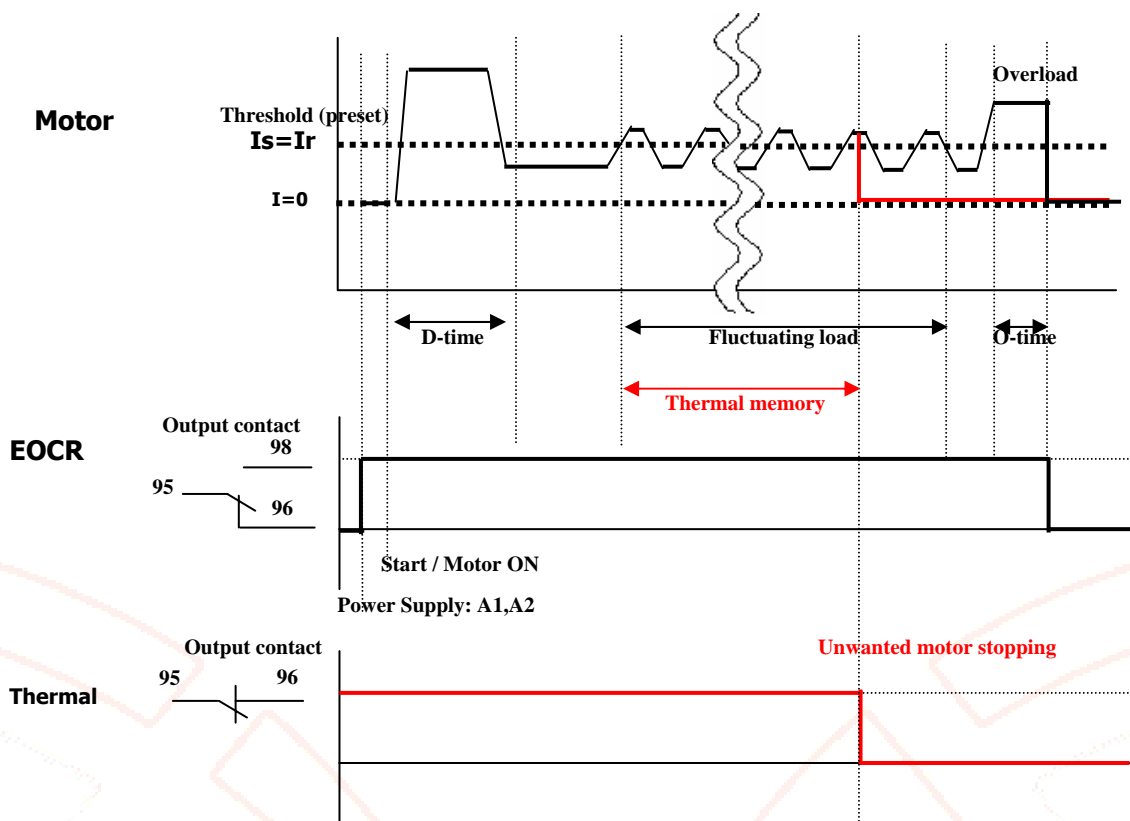 Overload
Threshold (preset)
Motor
Is=Ir
I=0
D-time
Fluctuating load
O-time
Thermal memory
Output contact
EOCR
98
95
96
Start / Motor ON
Power Supply: A1,A2
Output contact
Unwanted motor stopping
95
96
Thermal